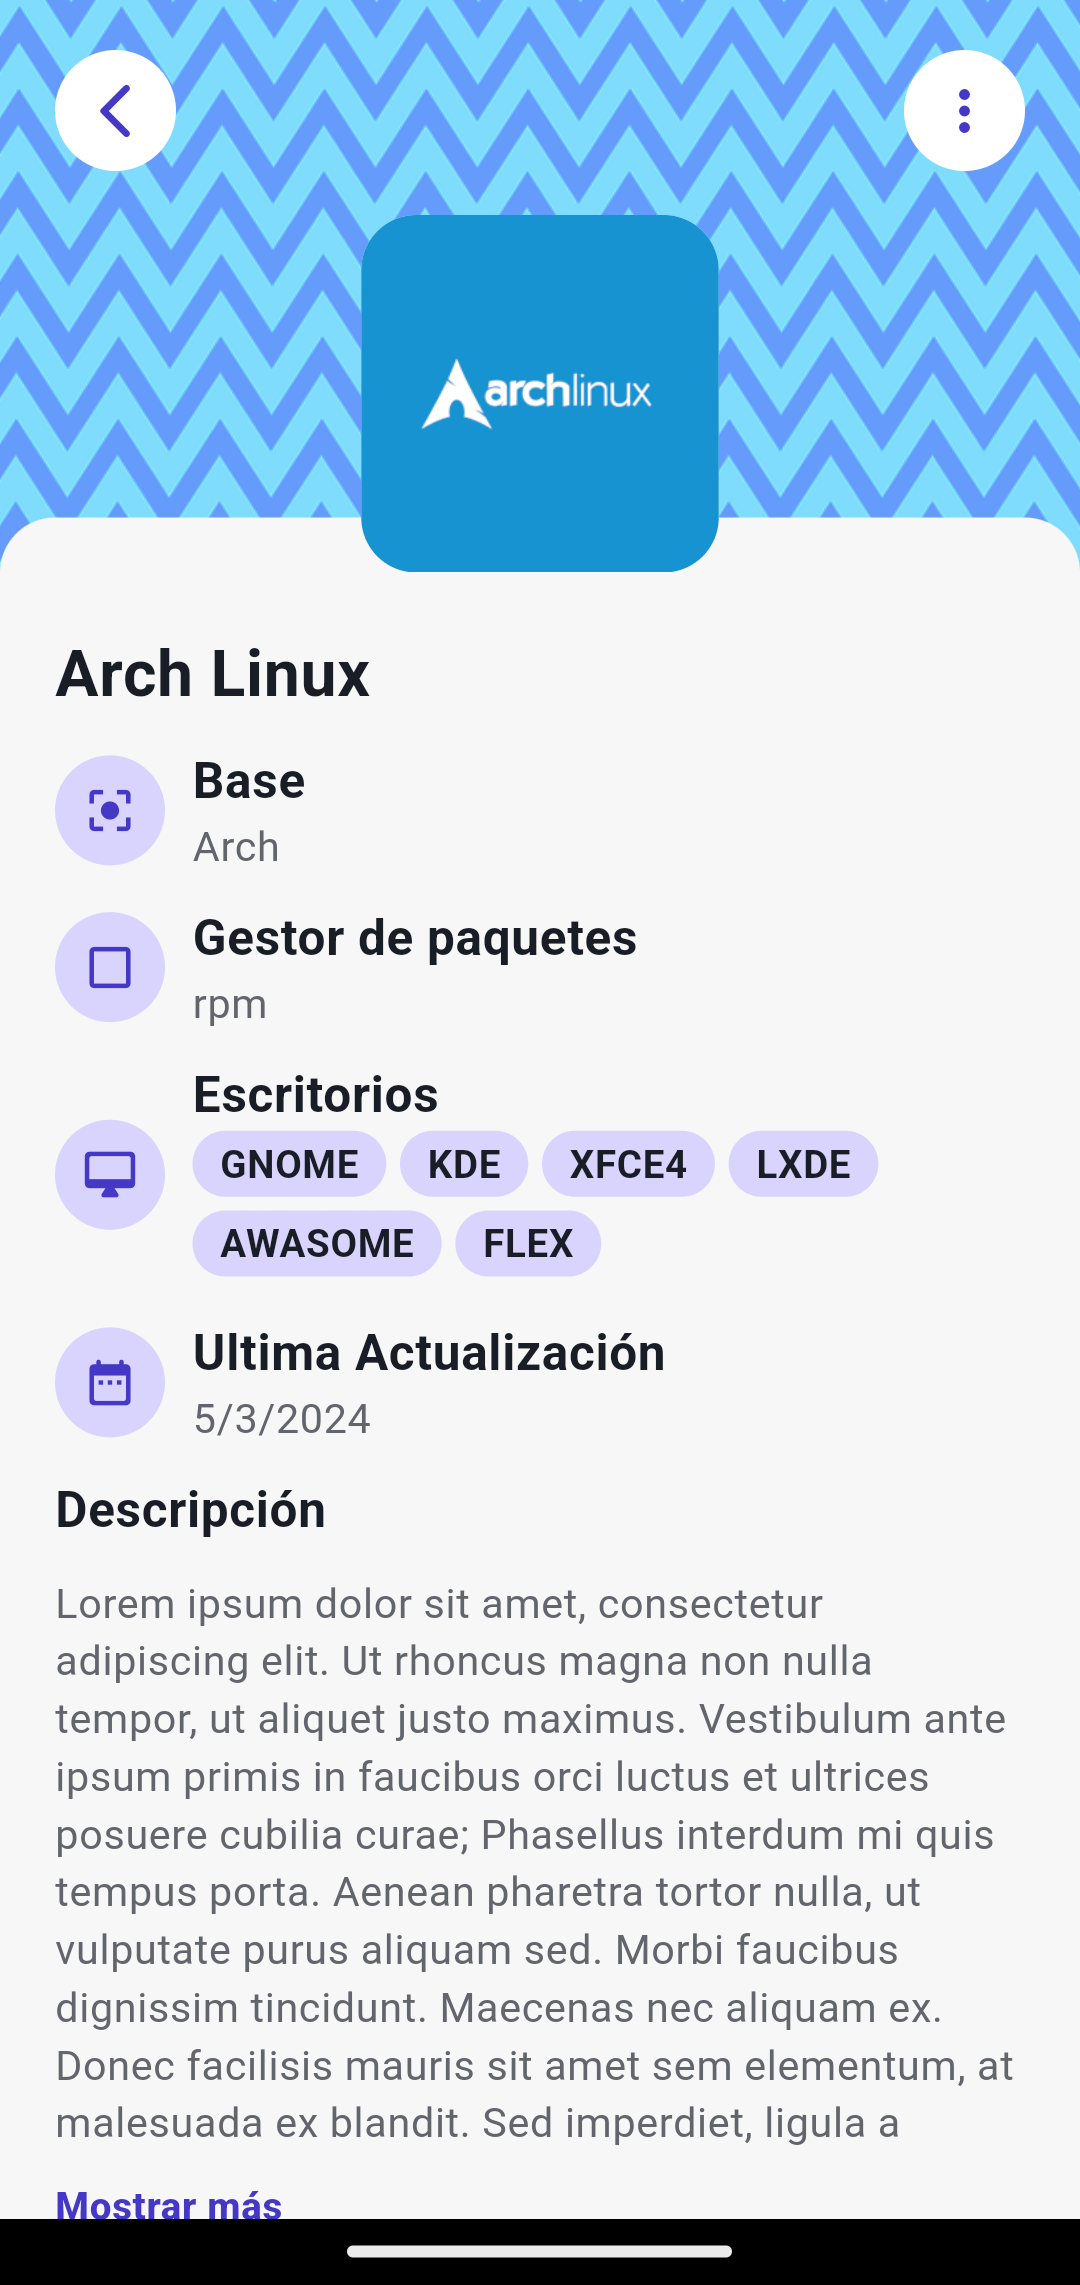 archlinux
Arch Linux
Base
Arch
Gestor de paquetes
rpm
Escritorios
GNOME KDE XFCE4 LXDE
AWASOME FLEX
Ultima Actualización
5/3/2024
Descripción
Lorem ipsum dolor sit amet, consectetur
adipiscing elit. Ut rhoncus magna non nulla
tempor, ut aliquet justo maximus. Vestibulum ante
ipsum primis in faucibus orci luctus et ultrices
posuere cubilia curae; Phasellus interdum mi quis
tempus porta. Aenean pharetra tortor nulla, ut
vulputate purus aliquam sed. Morbi faucibus
dignissim tincidunt. Maecenas nec aliquam ex.
Donec facilisis mauris sit amet sem elementum, at
malesuada ex blandit. Sed imperdiet, ligula a
Mostrar más